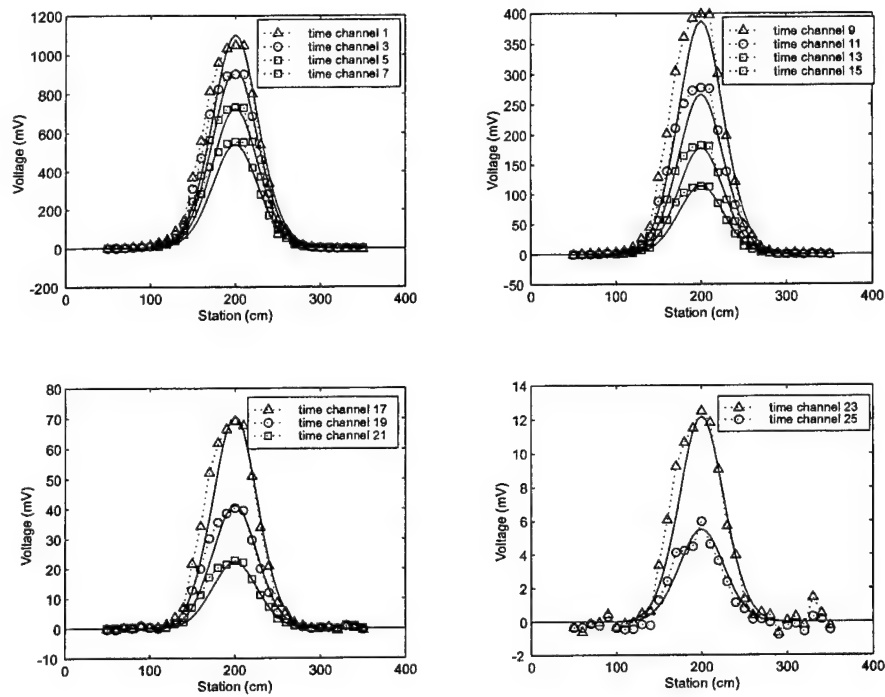 1200
1000
800
600
400
200
0
-200
Voltage (mV)
0
100
200
300
400
Station (cm)
time channel 1
time channel 3
time channel 5
time channel 7
400
350
300
250
200
150
100
50
0
-50
Voltage (mV)
0
100
200
300
400
Station (cm)
time channel 9
time channel 11
time channel 13
time channel 15
80
70
60
50
40
30
20
10
0
-10
Voltage (mV)
0
100
200
300
400
Station (cm)
time channel 17
time channel 19
time channel 21
14
12
10
8
6
4
2
0
-2
Voltage (mV)
0
100
200
300
400
Station (cm)
time channel 23
time channel 25